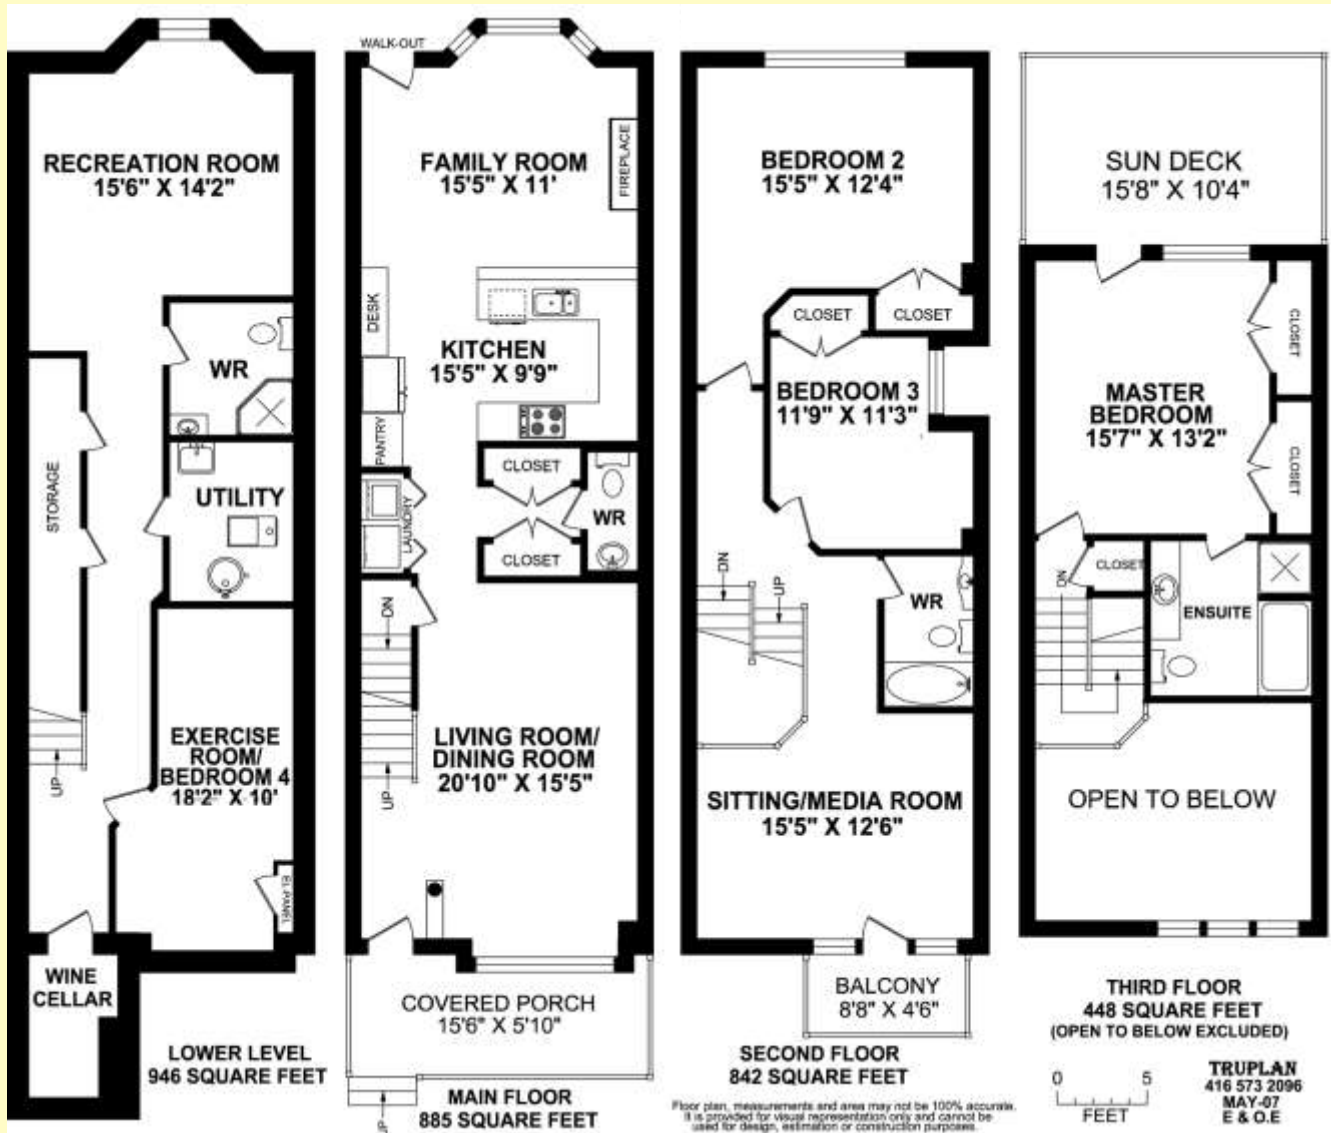 RECREATION ROOM
15'6" X 14'2"
WR
STORAGE
UTILITY
EXERCISE
ROOM/
BEDROOM 4
18'2" X 10'
UP
EL.PANEL
WINE
CELLAR
LOWER LEVEL
946 SQUARE FEET
WALK-OUT
FAMILY ROOM
15'5" X 11'
FIREPLACE
DESK
KITCHEN
15'5" X 9'9"
PANTRY
CLOSET
LAUNDRY
WR
CLOSET
DN
LIVING ROOM/
DINING ROOM
20'10" X 15'5"
UP
COVERED PORCH
15'6" X 5'10"
UP
MAIN FLOOR
885 SQUARE FEET
BEDROOM 2
15'5" X 12'4"
CLOSET
CLOSET
BEDROOM 3
11'9" X 11'3"
DN
UP
WR
SITTING/MEDIA ROOM
15'5" X 12'6"
BALCONY
8'8" X 4'6"
SECOND FLOOR
842 SQUARE FEET
Floor plan, measurements and area may not be 100% accurate.
It is provided for visual representation only and cannot be
used for design, estimation or construction purposes.
SUN DECK
15'8" X 10'4"
CLOSET
MASTER
BEDROOM
15'7" X 13'2"
CLOSET
CLOSET
DN
ENSUITE
OPEN TO BELOW
THIRD FLOOR
448 SQUARE FEET
(OPEN TO BELOW EXCLUDED)
0 5
FEET
TRUPLAN
416 573 2096
MAY-07
E & O.E